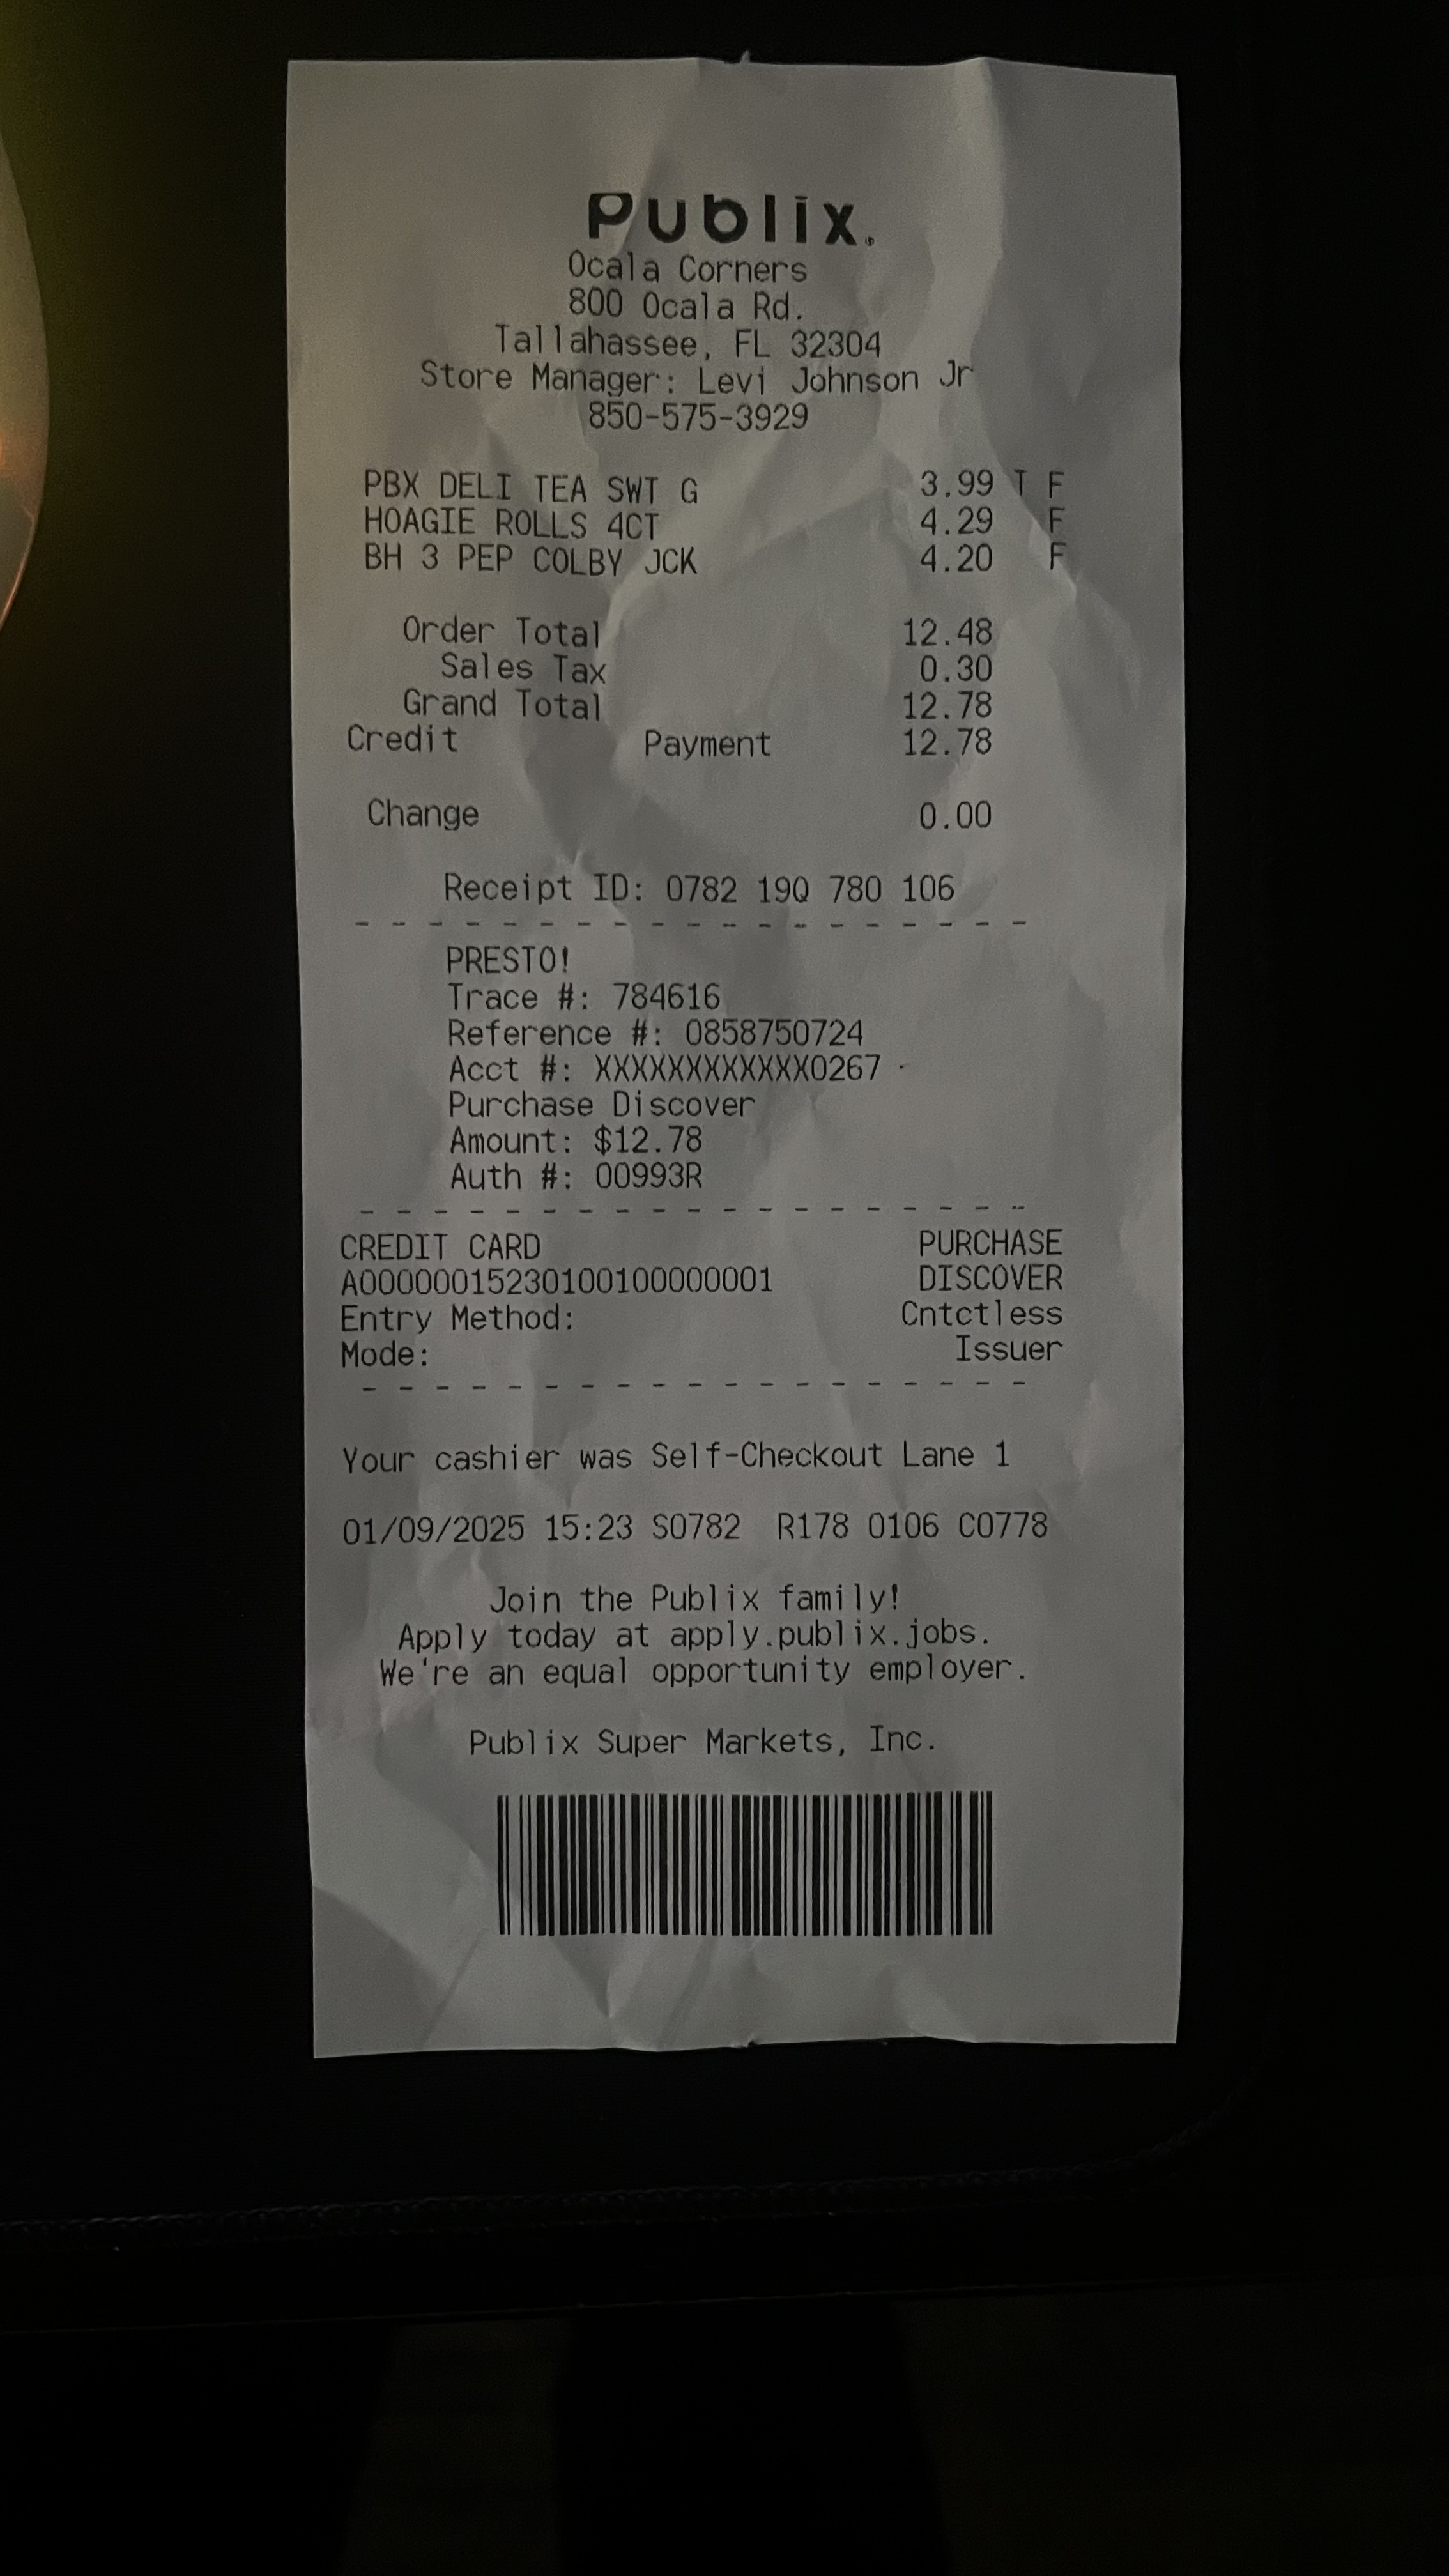 Publix.
Ocala Corners
800 Ocala Rd.
Tallahassee, FL 32304
Store Manager: Levi Johnson Jr
850-575-3929
PBX DELI TEA SWT G 3.99 T F
HOAGIE ROLLS 4CT 4.29 F
BH 3 PEP COLBY JCK 4.20 F
Order Total 12.48
Sales Tax 0.30
Grand Total 12.78
Credit Payment 12.78
Change 0.00
Receipt ID: 0782 19Q 780 106
- - - - - - - - - - - - - - - - - - -
PRESTO!
Trace #: 784616
Reference #: 0858750724
Acct #: XXXXXXXXXXXX0267
Purchase Discover
Amount: $12.78
Auth #: 00993R
- - - - - - - - - - - - - - - - - - -
CREDIT CARD PURCHASE
A0000001523010010000001 DISCOVER
Entry Method: Cntctless
Mode: Issuer
- - - - - - - - - - - - - - - - - - -
Your cashier was Self-Checkout Lane 1
01/09/2025 15:23 S0782 R178 0106 C0778
Join the Publix family!
Apply today at apply.publix.jobs.
We're an equal opportunity employer.
Publix Super Markets, Inc.